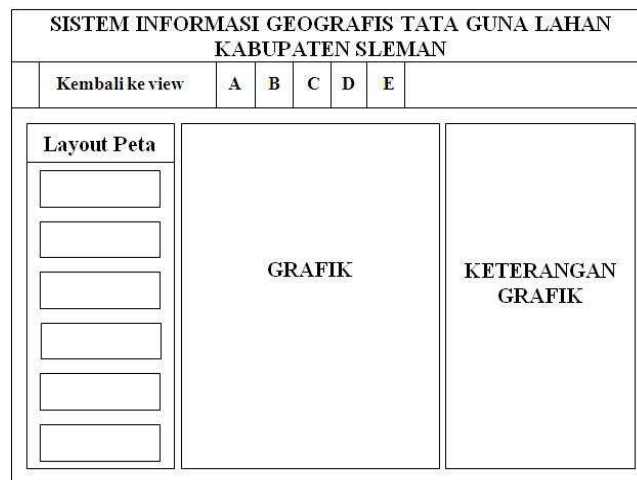 SISTEM INFORMASI GEOGRAFIS TATA GUNA LAHAN
KABUPATEN SLEMAN
Kembali ke view A B C D E
Layout Peta
GRAFIK
KETERANGAN
GRAFIK